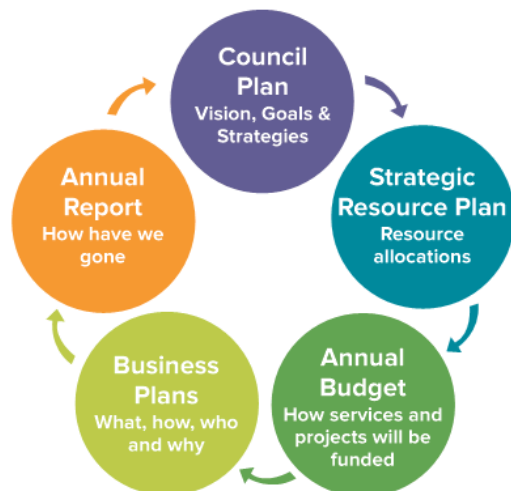 Council
Plan
Vision, Goals &
Strategies
Strategic
Resource Plan
Resource
allocations
Annual
Budget
How services and
projects will be
funded
Business
Plans
What, how, who
and why
Annual
Report
How have we
gone